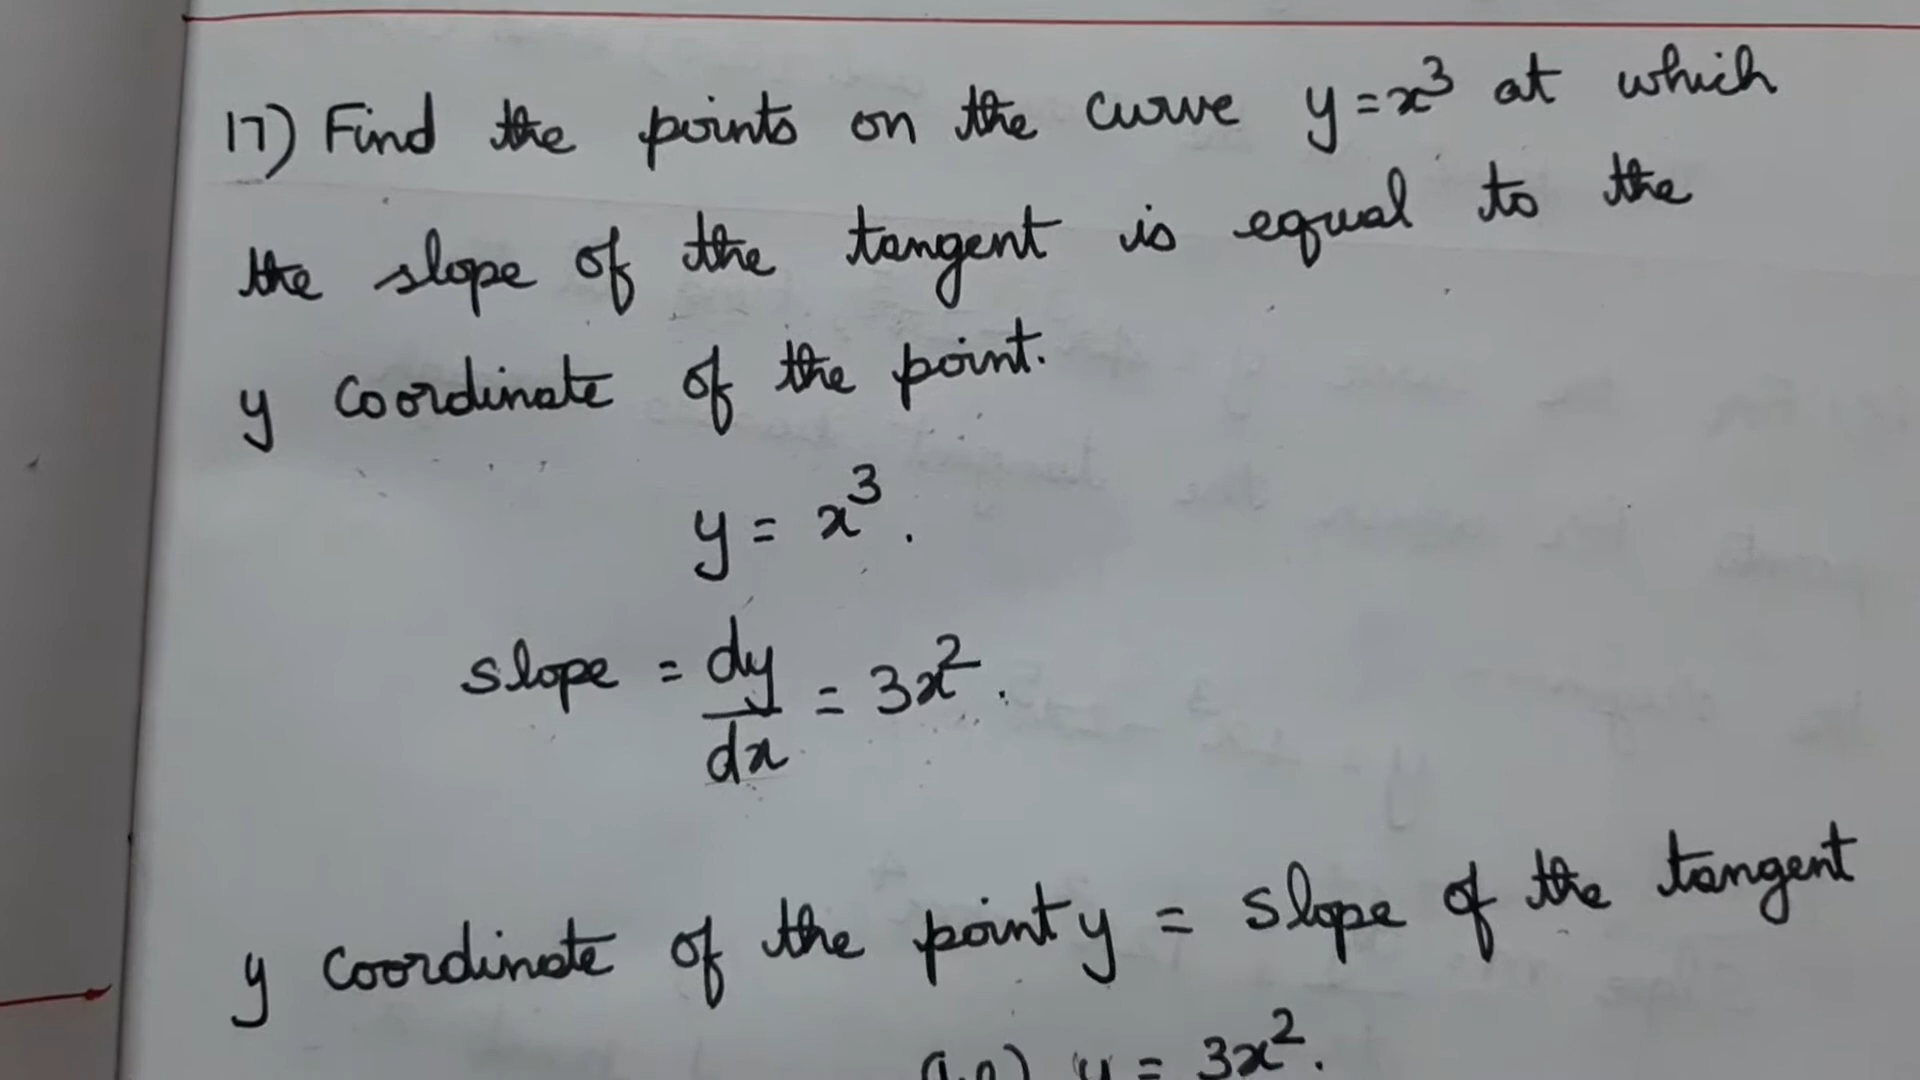 17) Find the points on the curve y = x³ at which
the slope of the tangent is equal to the
y coordinate of the point.
y = x³.
slope = dy/dx = 3x².
y coordinate of the point y = slope of the tangent
(i.e) y = 3x².